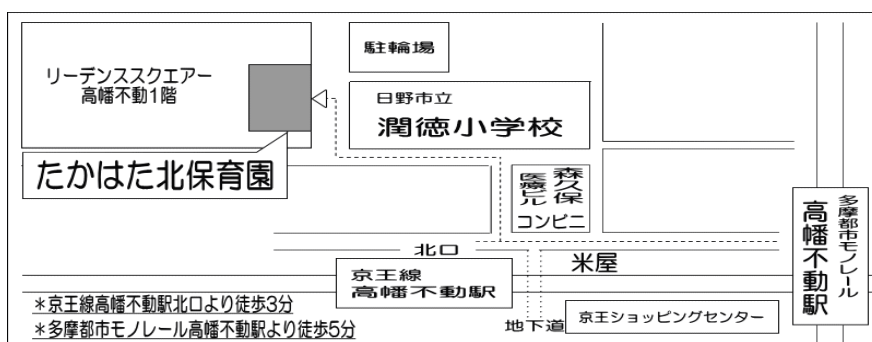 リーデンススクエアー
高幡不動1階
たかはた北保育園
駐輪場
日野市立
潤徳小学校
森久保
医療ビル
コンビニ
多摩都市モノレール
高幡不動駅
北口
米屋
京王線
高幡不動駅
地下道
京王ショッピングセンター
＊京王線高幡不動駅北口より徒歩3分
＊多摩都市モノレール高幡不動駅より徒歩5分